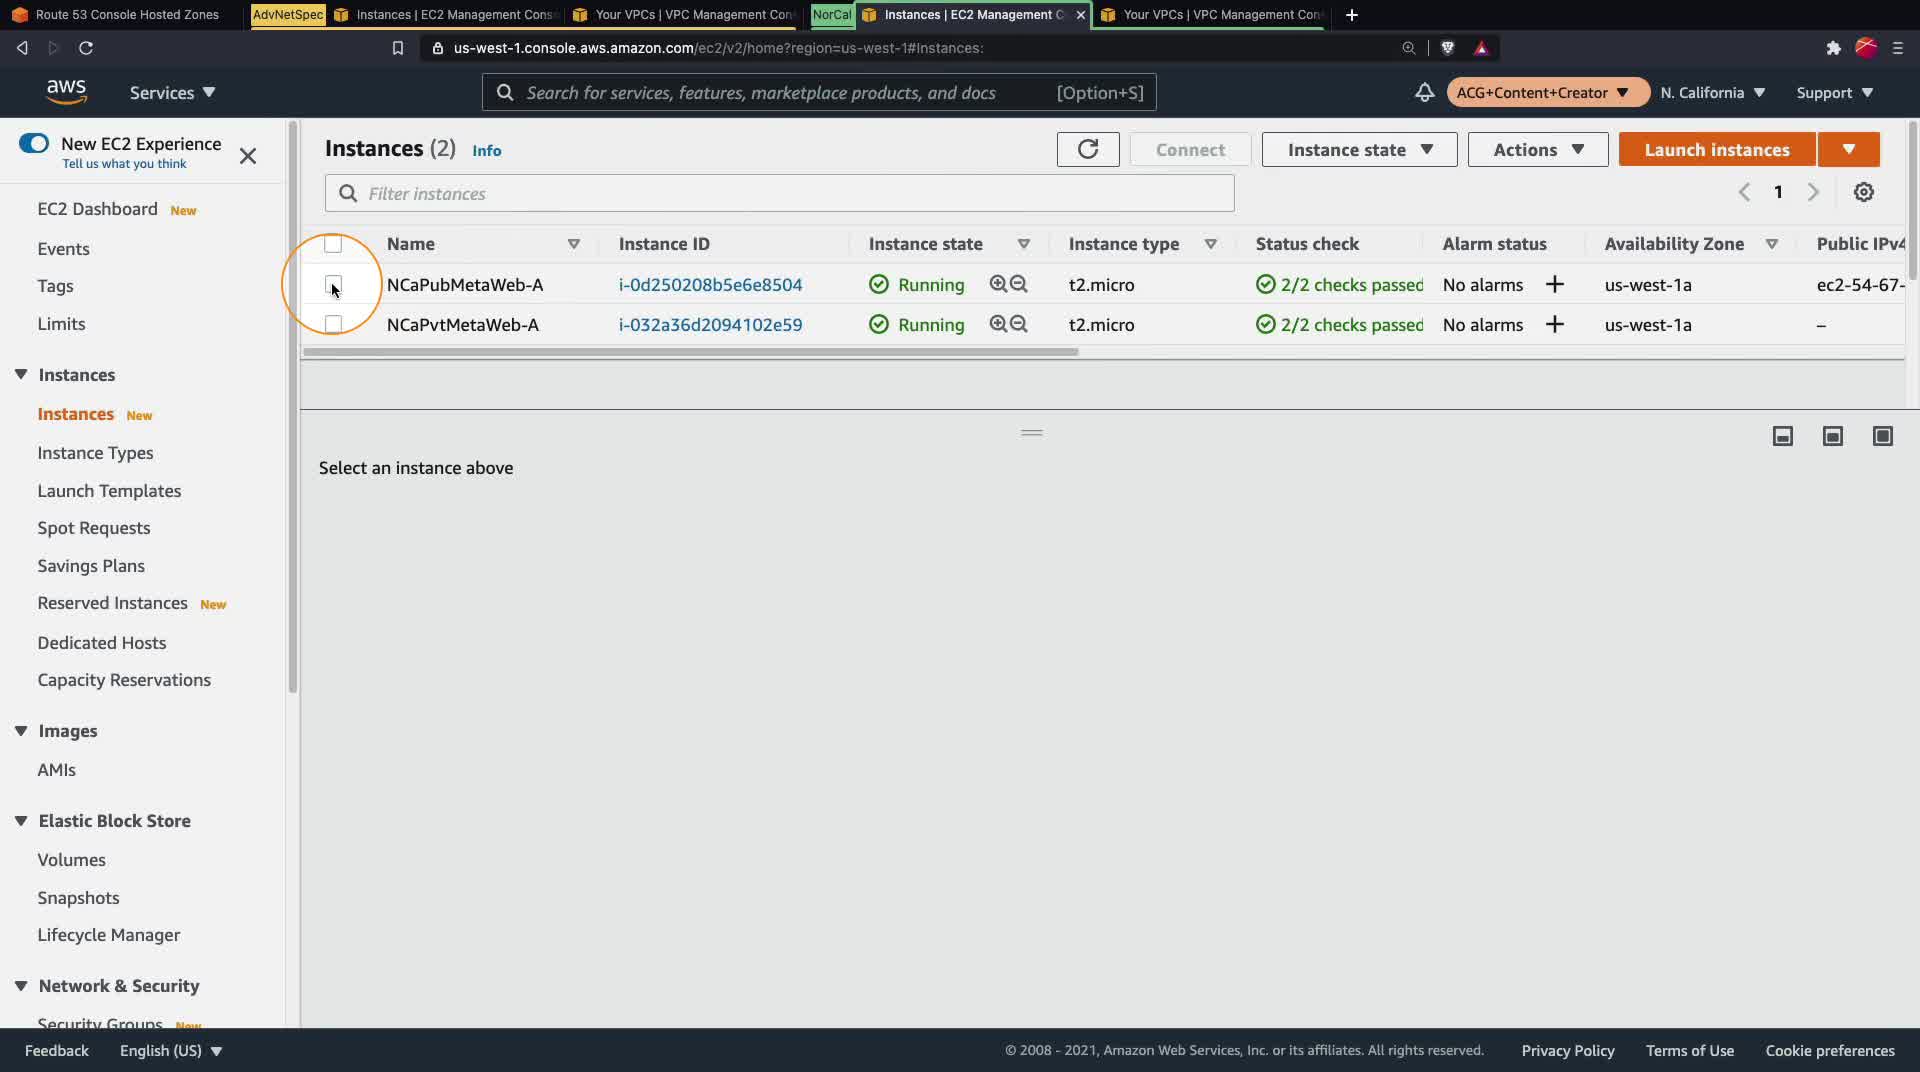 Route 53 Console Hosted Zones
AdvNetSpec
Instances | EC2 Management Cons
Your VPCs | VPC Management Con
NorCal
Instances | EC2 Management C
Your VPCs | VPC Management Con
us-west-1.console.aws.amazon.com/ec2/v2/home?region=us-west-1#Instances:
aws
Services
Search for services, features, marketplace products, and docs
[Option+S]
ACG+Content+Creator
N. California
Support
New EC2 Experience
Tell us what you think
EC2 Dashboard New
Events
Tags
Limits
Instances
Instances New
Instance Types
Launch Templates
Spot Requests
Savings Plans
Reserved Instances New
Dedicated Hosts
Capacity Reservations
Images
AMIs
Elastic Block Store
Volumes
Snapshots
Lifecycle Manager
Network & Security
Security Groups New
Instances (2) Info
Connect
Instance state
Actions
Launch instances
Filter instances
1
Name Instance ID Instance state Instance type Status check Alarm status Availability Zone Public IPv4
NCaPubMetaWeb-A i-0d250208b5e6e8504 Running t2.micro 2/2 checks passed No alarms + us-west-1a ec2-54-67-
NCaPvtMetaWeb-A i-032a36d2094102e59 Running t2.micro 2/2 checks passed No alarms + us-west-1a –
Select an instance above
Feedback
English (US)
© 2008 - 2021, Amazon Web Services, Inc. or its affiliates. All rights reserved.
Privacy Policy
Terms of Use
Cookie preferences